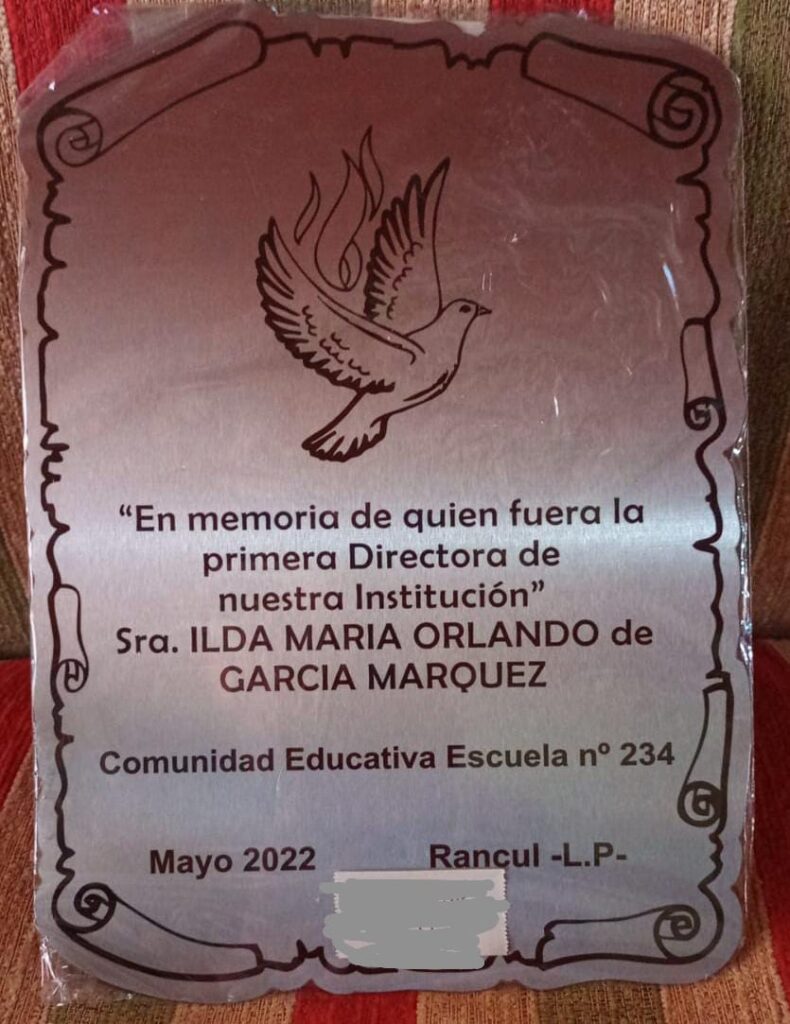 “En memoria de quien fuera la
primera Directora de
nuestra Institución”
Sra. ILDA MARIA ORLANDO de
GARCIA MARQUEZ
Comunidad Educativa Escuela nº 234
Mayo 2022 Rancul -L.P-